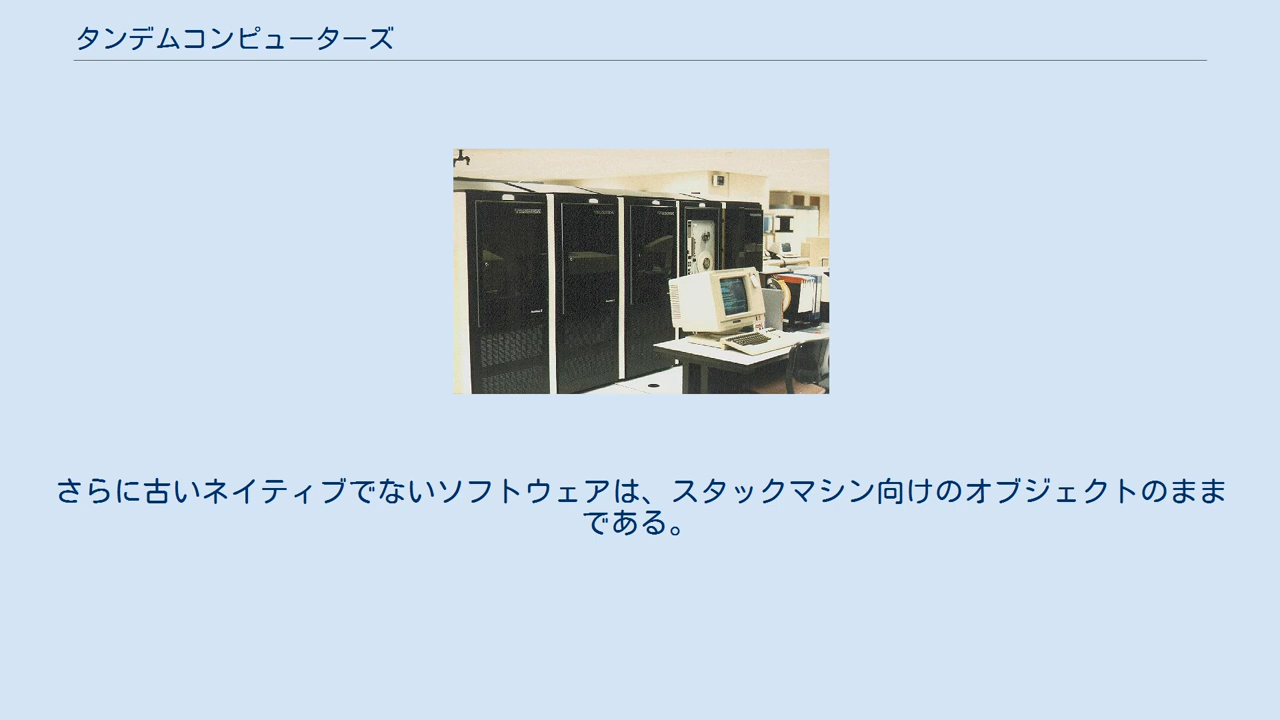 タンデムコンピューターズ
さらに古いネイティブでないソフトウェアは、スタックマシン向けのオブジェクトのまま
である。